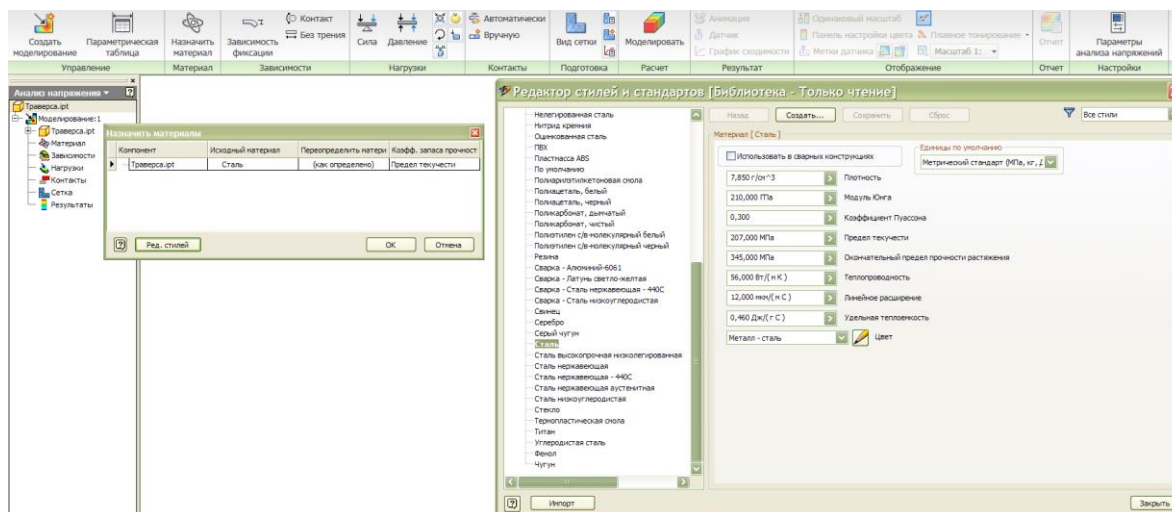 Контакт
Без трения
Автоматически
Вручную
Анимация
Датчик
График сходимости
Одинаковый масштаб
Панель настройки цвета
Плавное тонирование
Метки датчика
Масштаб 1:
Создать моделирование
Параметрическая таблица
Назначить материал
Зависимость фиксации
Сила
Давление
Вид сетки
Моделировать
Отчет
Параметры анализа напряжений
Управление
Материал
Зависимости
Нагрузки
Контакты
Подготовка
Расчет
Результат
Отображение
Отчет
Настройки
Анализ напряжения
Траверса.ipt
Моделирование:1
Траверса.ipt
Материал
Зависимости
Нагрузки
Контакты
Сетка
Результаты
Назначить материалы
Компонент
Исходный материал
Переопределить матери
Коэфф. запаса прочност
Траверса.ipt
Сталь
(как определено)
Предел текучести
Ред. стилей
ОК
Отмена
Редактор стилей и стандартов [Библиотека - Только чтение]
Нелегированная сталь
Нитрид кремния
Оцинкованная сталь
ПВХ
Пластмасса ABS
По умолчанию
Полиарилэтилкетоновая смола
Полиацеталь, белый
Полиацеталь, черный
Поликарбонат, дымчатый
Поликарбонат, чистый
Полиэтилен с/в-молекулярный белый
Полиэтилен с/в-молекулярный черный
Резина
Сварка - Алюминий-6061
Сварка - Латунь светло-желтая
Сварка - Сталь нержавеющая - 440C
Сварка - Сталь низкоуглеродистая
Свинец
Серебро
Серый чугун
Сталь
Сталь высокопрочная низколегированная
Сталь нержавеющая
Сталь нержавеющая - 440C
Сталь нержавеющая аустенитная
Сталь низкоуглеродистая
Стекло
Термопластическая смола
Титан
Углеродистая сталь
Фенол
Чугун
Импорт
Назад
Создать...
Сохранить
Сброс
Все стили
Материал [ Сталь ]
Использовать в сварных конструкциях
Единицы по умолчанию
Метрический стандарт (МПа, кг, Д
7,850 г/см^3
Плотность
210,000 ГПа
Модуль Юнга
0,300
Коэффициент Пуассона
207,000 МПа
Предел текучести
345,000 МПа
Окончательный предел прочности растяжения
56,000 Вт/( м К )
Теплопроводность
12,000 мкм/( м С )
Линейное расширение
0,460 Дж/( г С )
Удельная теплоемкость
Металл - сталь
Цвет
Закрыть